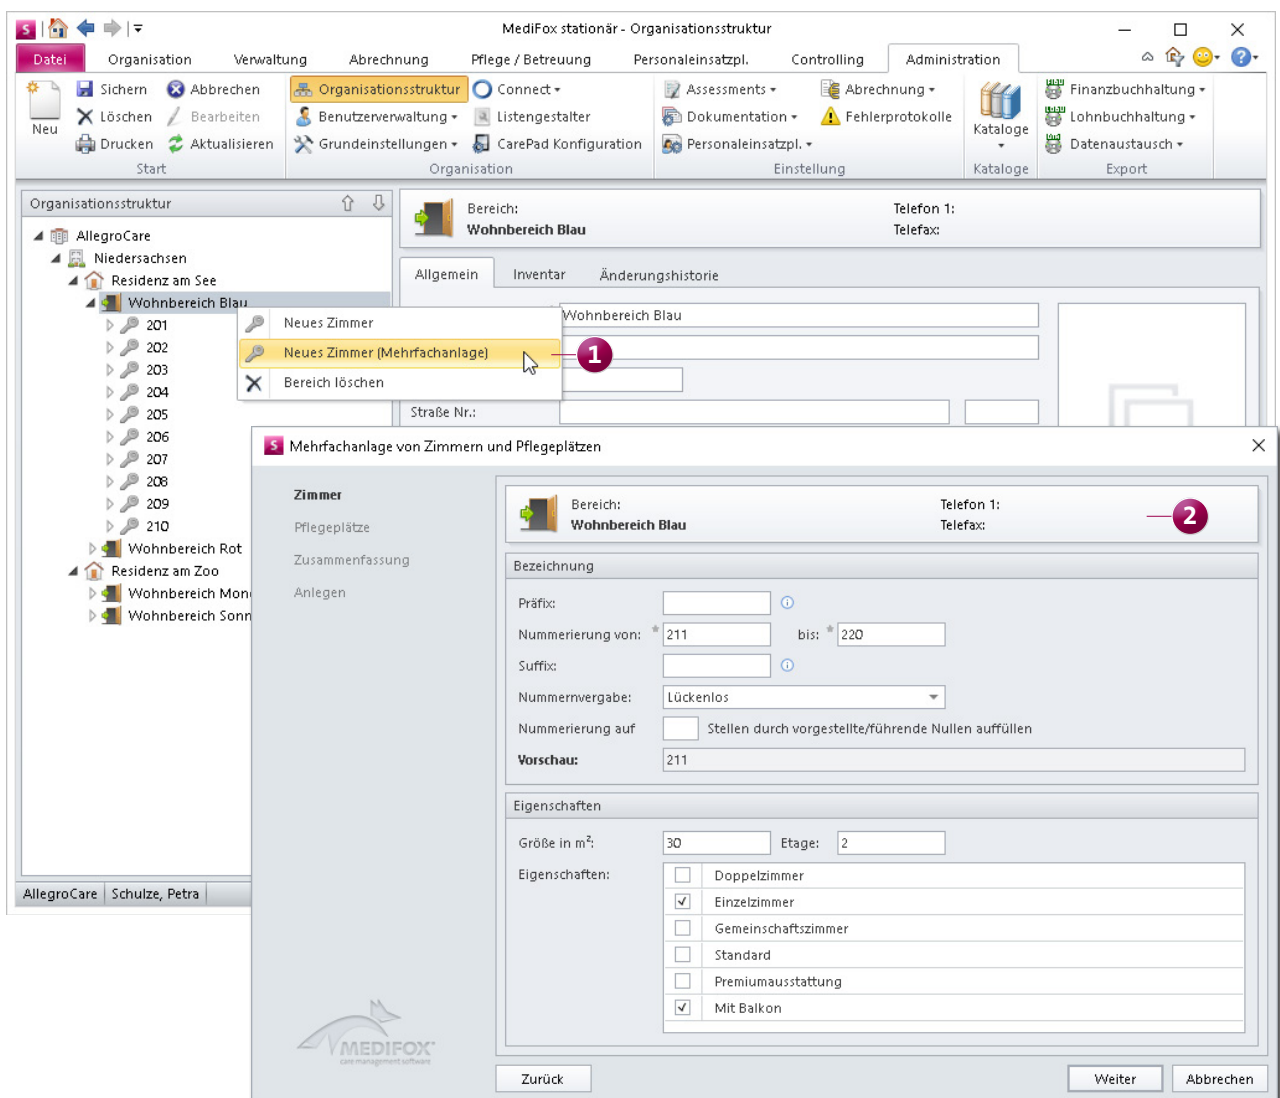 MediFox stationär - Organisationsstruktur
Datei Organisation Verwaltung Abrechnung Pflege / Betreuung Personaleinsatzpl. Controlling Administration
Neu
Sichern Abbrechen
Löschen Bearbeiten
Drucken Aktualisieren
Start
Organisationsstruktur Connect
Benutzerverwaltung Listengestalter
Grundeinstellungen CarePad Konfiguration
Organisation
Assessments Abrechnung
Dokumentation Fehlerprotokolle
Personaleinsatzpl.
Einstellung
Kataloge
Kataloge
Finanzbuchhaltung
Lohnbuchhaltung
Datenaustausch
Export
Organisationsstruktur
AllegroCare
Niedersachsen
Residenz am See
Wohnbereich Blau
201
202
203
204
205
206
207
208
209
210
Wohnbereich Rot
Residenz am Zoo
Wohnbereich Mon
Wohnbereich Sonn
AllegroCare Schulze, Petra
Bereich:
Wohnbereich Blau
Telefon 1:
Telefax:
Allgemein Inventar Änderungshistorie
Wohnbereich Blau
Straße Nr.:
Neues Zimmer
Neues Zimmer (Mehrfachanlage)
Bereich löschen
1
Mehrfachanlage von Zimmern und Pflegeplätzen
Zimmer
Pflegeplätze
Zusammenfassung
Anlegen
Bereich:
Wohnbereich Blau
Telefon 1:
Telefax:
2
Bezeichnung
Präfix:
Nummerierung von: * 211 bis: * 220
Suffix:
Nummernvergabe: Lückenlos
Nummerierung auf Stellen durch vorgestellte/führende Nullen auffüllen
Vorschau: 211
Eigenschaften
Größe in m²: 30 Etage: 2
Eigenschaften:
Doppelzimmer
Einzelzimmer
Gemeinschaftszimmer
Standard
Premiumausstattung
Mit Balkon
MEDIFOX
care management software
Zurück Weiter Abbrechen